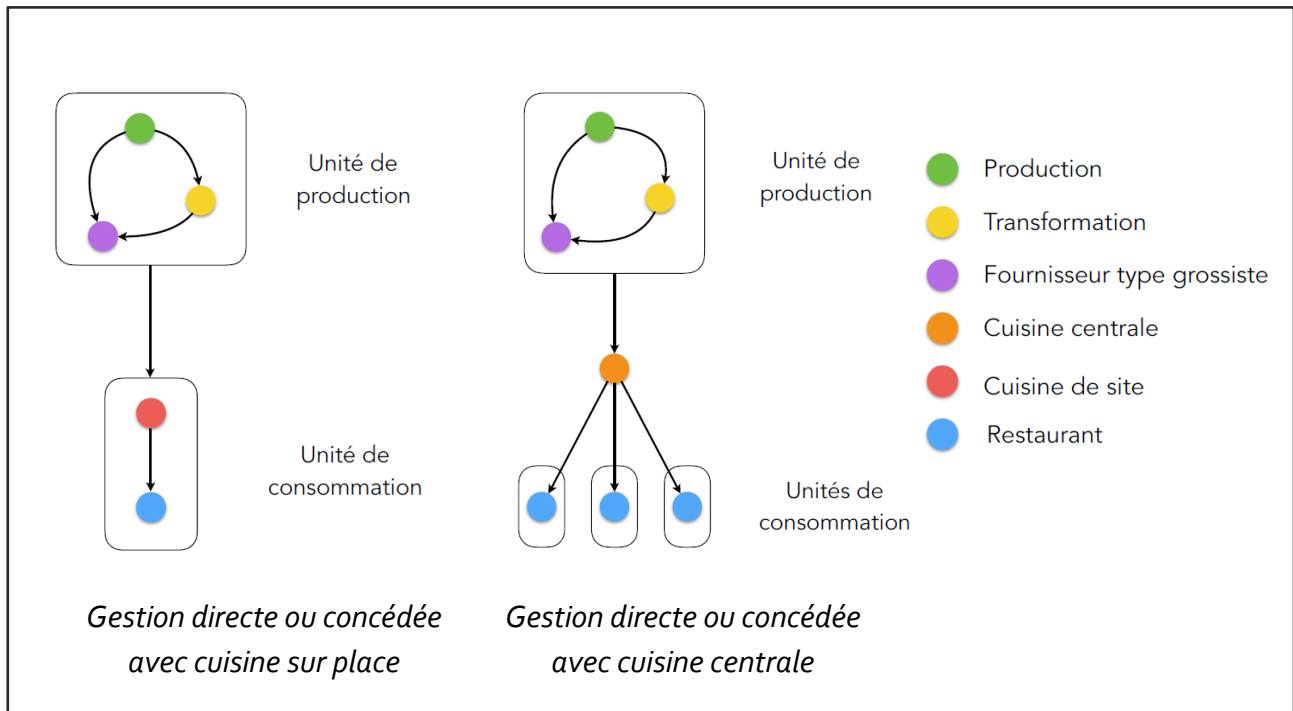 Unité de
production
Unité de
consommation
Gestion directe ou concédée
avec cuisine sur place
Unité de
production
Unités de
consommation
Gestion directe ou concédée
avec cuisine centrale
Production
Transformation
Fournisseur type grossiste
Cuisine centrale
Cuisine de site
Restaurant